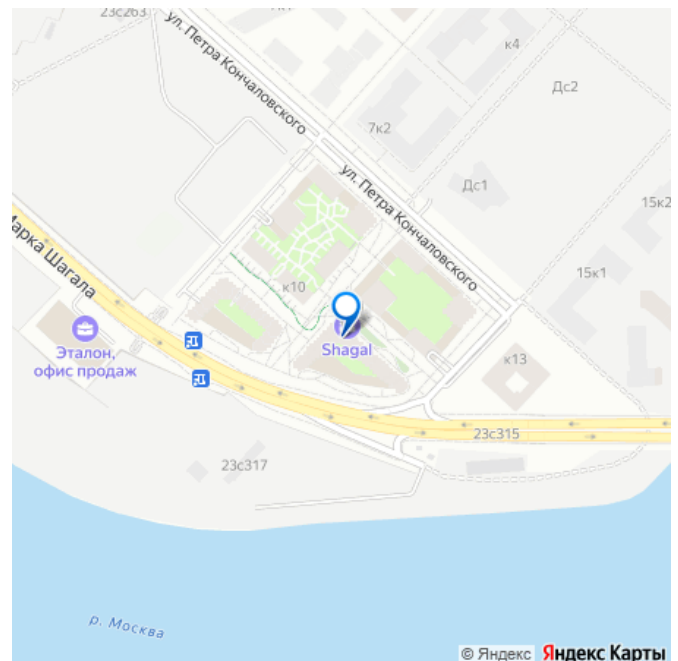 23с263
ул. Петра Кончаловского
к4
Дс2
7к2
ул. Петра Кончаловского
Дс1
15к2
Марка Шагала
к10
15к1
Эталон,
офис продаж
Shagal
к13
23с315
23с317
р. Москва
© Яндекс Яндекс Карты